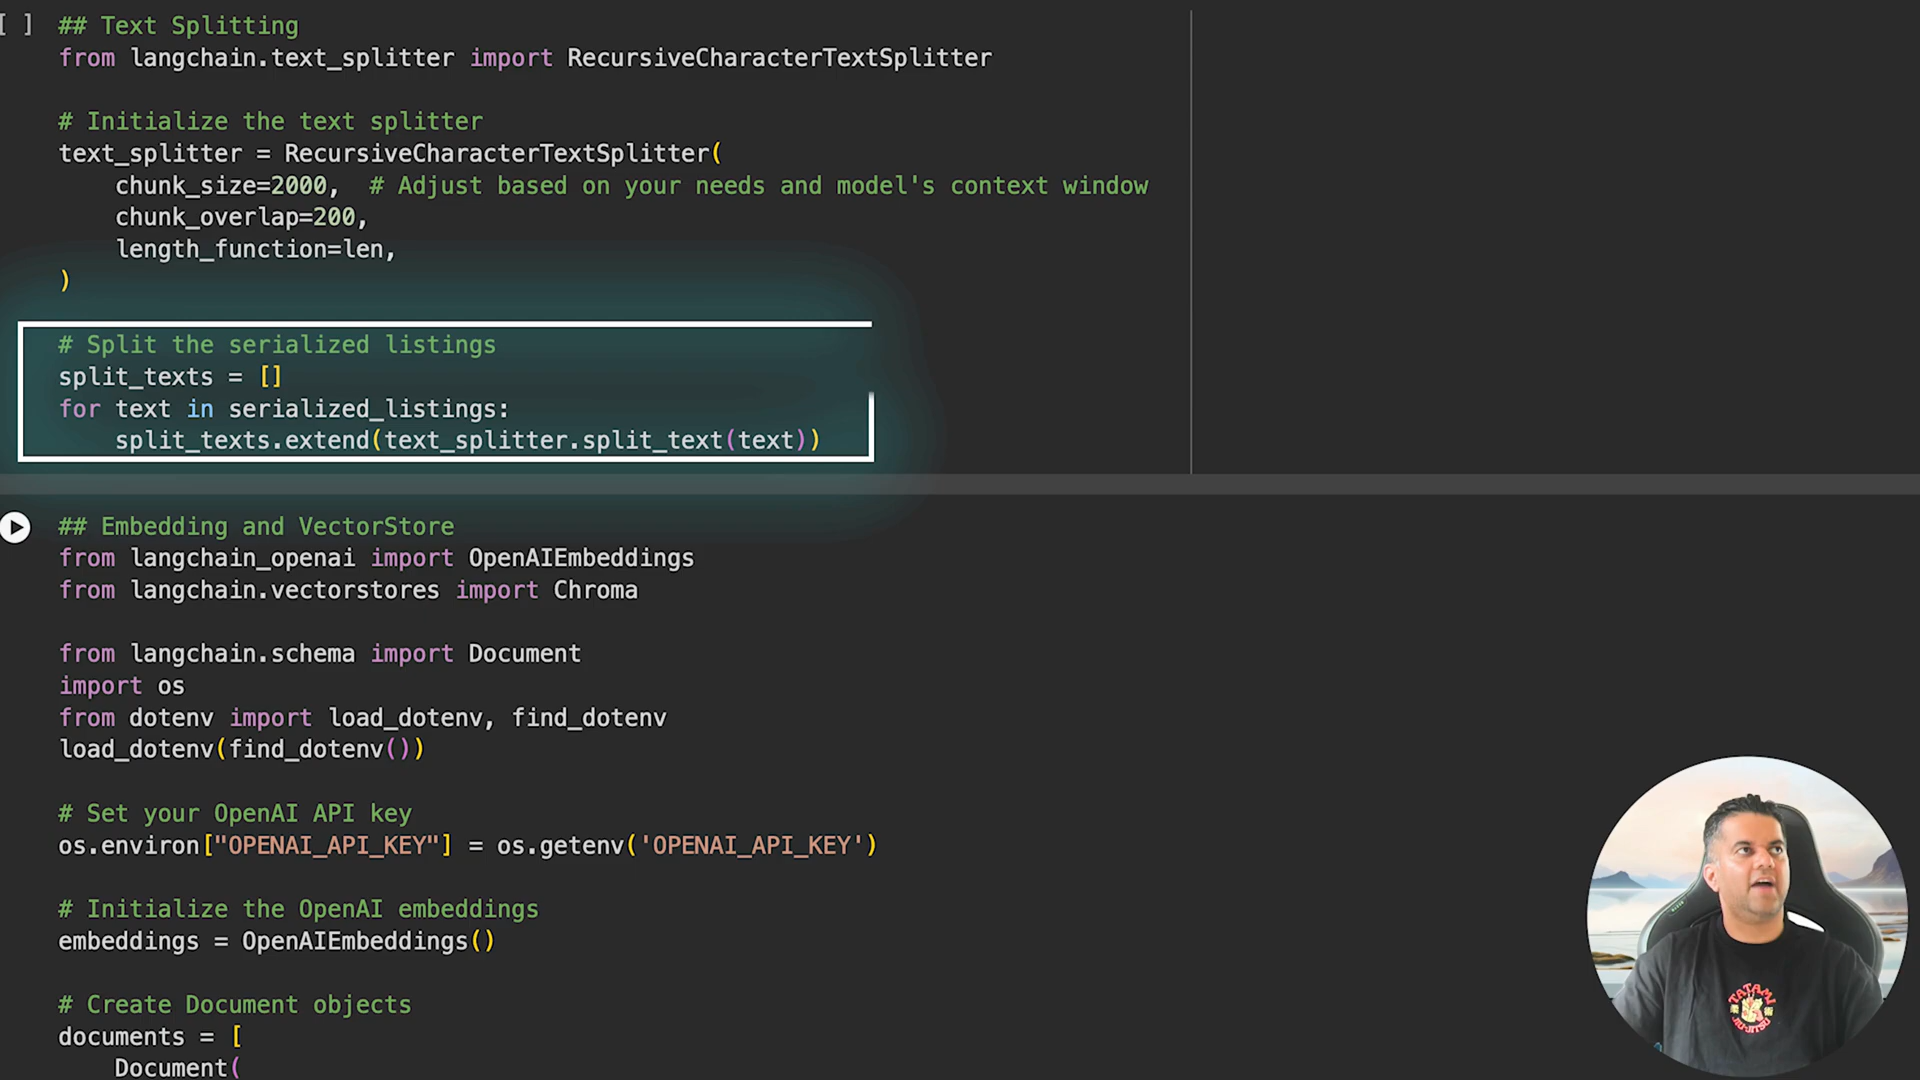 [ ] ## Text Splitting
from langchain.text_splitter import RecursiveCharacterTextSplitter
# Initialize the text splitter
text_splitter = RecursiveCharacterTextSplitter(
chunk_size=2000,  # Adjust based on your needs and model's context window
chunk_overlap=200,
length_function=len,
)
# Split the serialized listings
split_texts = []
for text in serialized_listings:
split_texts.extend(text_splitter.split_text(text))
## Embedding and VectorStore
from langchain_openai import OpenAIEmbeddings
from langchain.vectorstores import Chroma
from langchain.schema import Document
import os
from dotenv import load_dotenv, find_dotenv
load_dotenv(find_dotenv())
# Set your OpenAI API key
os.environ["OPENAI_API_KEY"] = os.getenv('OPENAI_API_KEY')
# Initialize the OpenAI embeddings
embeddings = OpenAIEmbeddings()
# Create Document objects
documents = [
Document(
TATAMI
JIU-JITSU